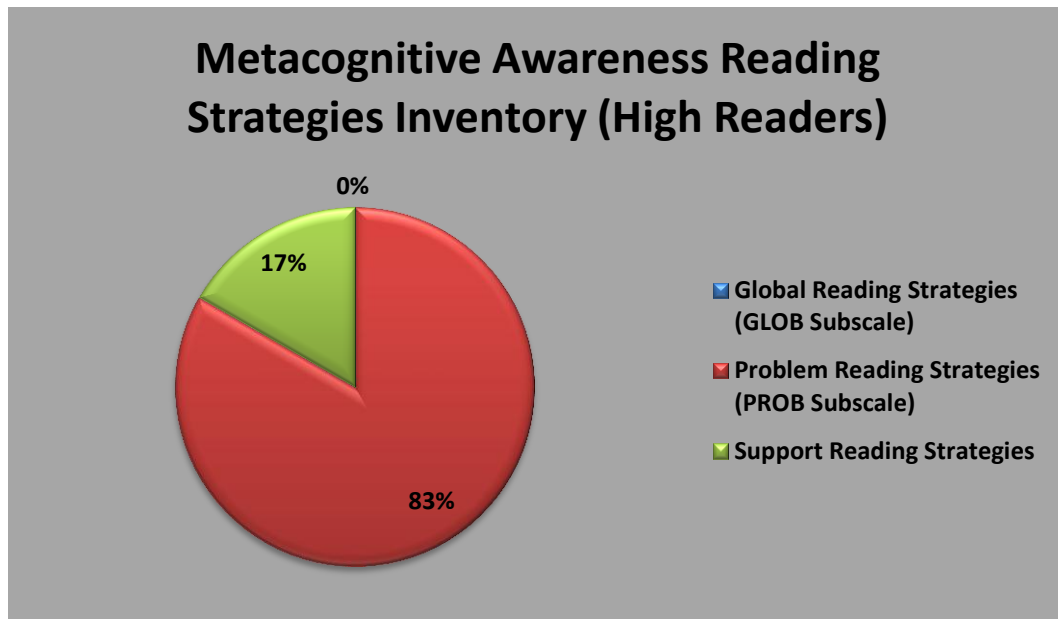 Metacognitive Awareness Reading
Strategies Inventory (High Readers)
0%
17%
83%
Global Reading Strategies
(GLOB Subscale)
Problem Reading Strategies
(PROB Subscale)
Support Reading Strategies